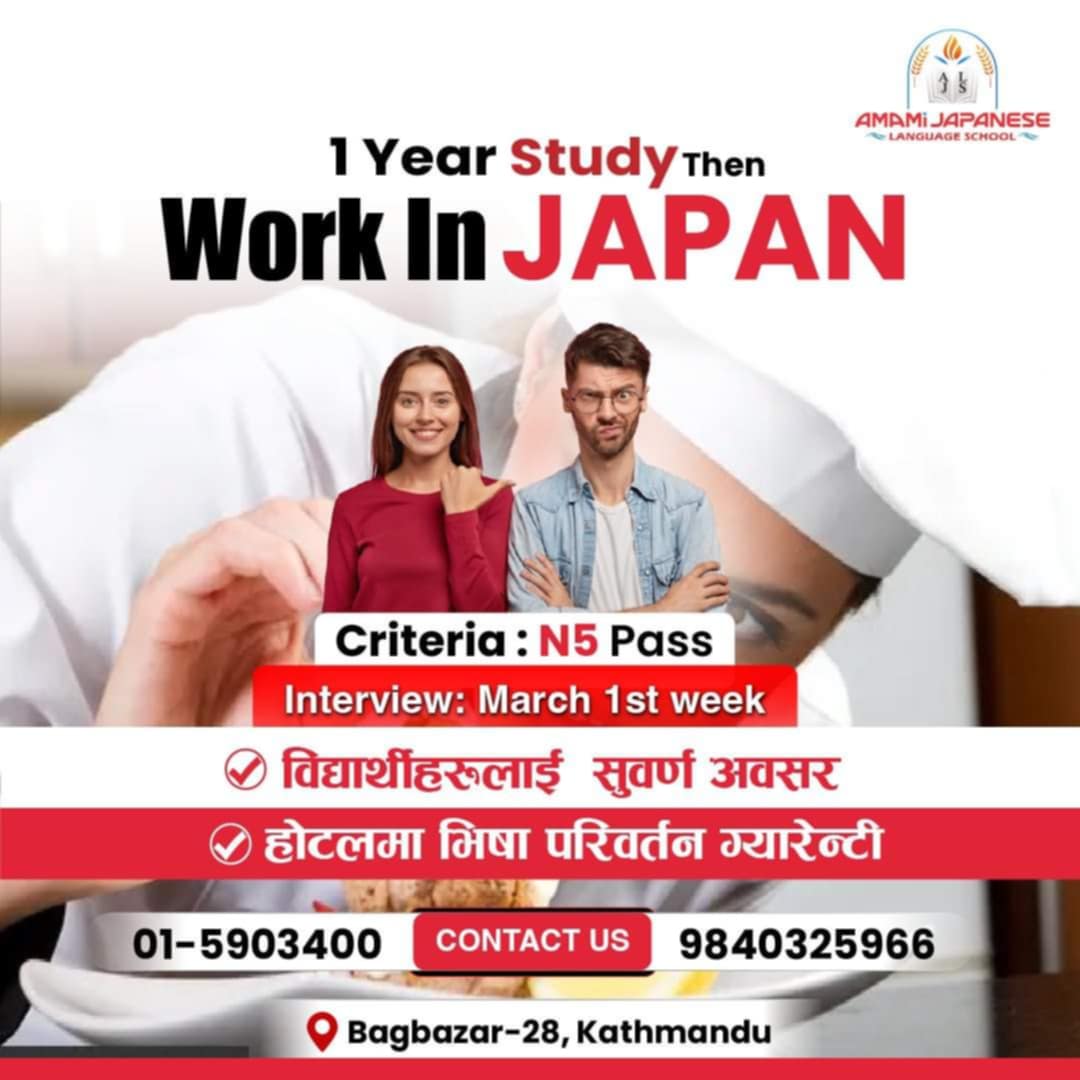 A L
J S
AMAMI JAPANESE
LANGUAGE SCHOOL
1 Year Study Then
Work In JAPAN
Criteria : N5 Pass
Interview: March 1st week
विद्यार्थीहरूलाई सुवर्ण अवसर
होटलमा भिषा परिवर्तन ग्यारेन्टी
01-5903400 CONTACT US 9840325966
Bagbazar-28, Kathmandu